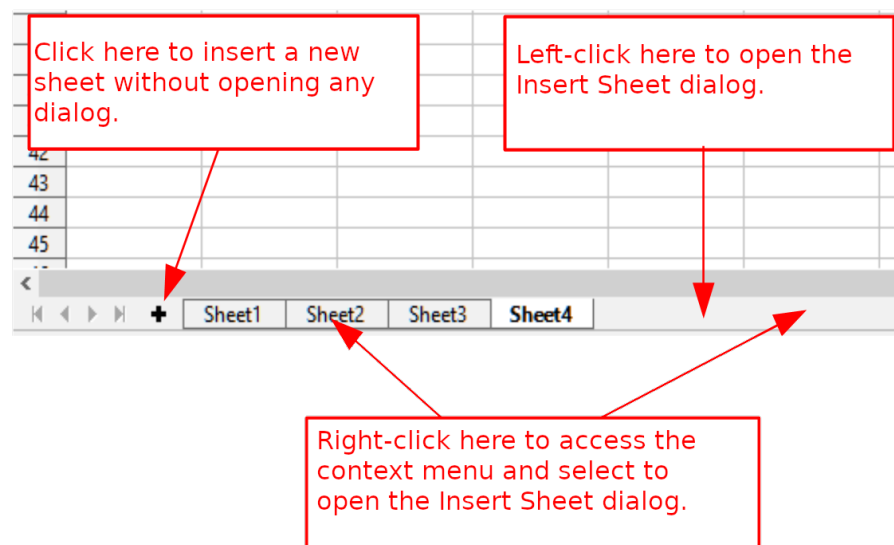 Click here to insert a new
sheet without opening any
dialog.
Left-click here to open the
Insert Sheet dialog.
42
43
44
45
Sheet1 Sheet2 Sheet3 Sheet4
Right-click here to access the
context menu and select to
open the Insert Sheet dialog.